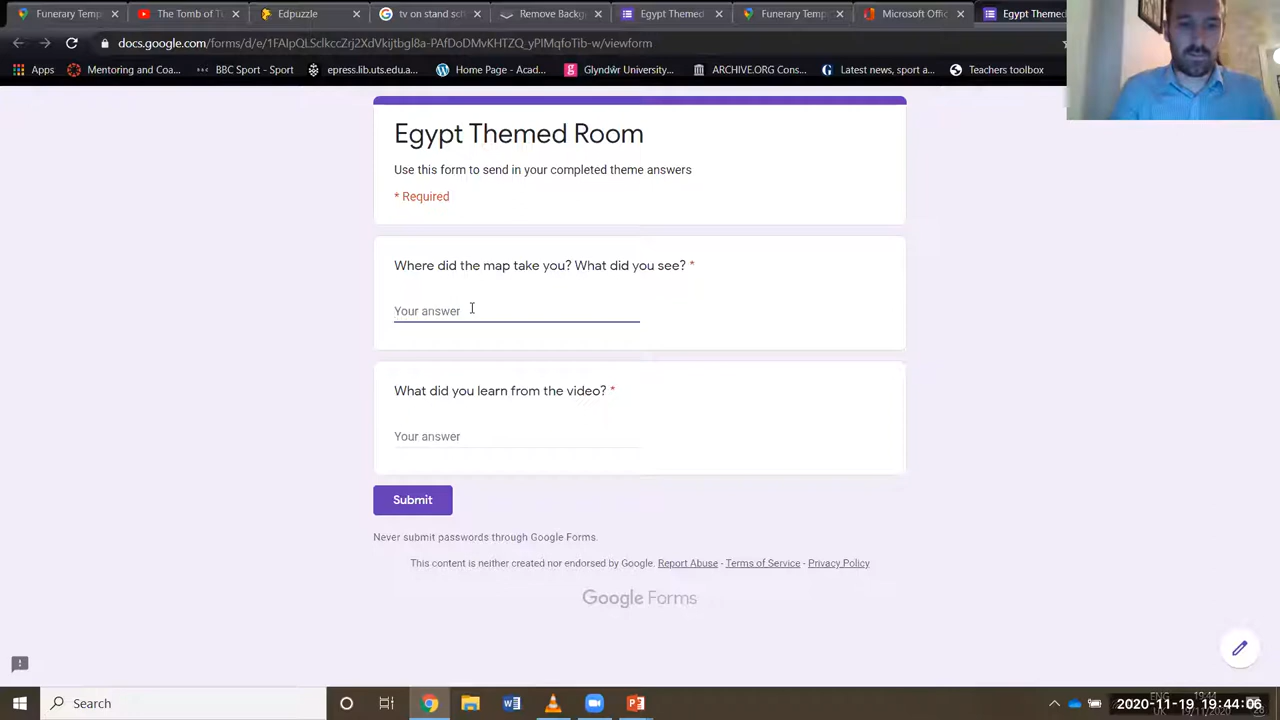 Funerary Temp
The Tomb of T
Edpuzzle
tv on stand sch
Remove Backg
Egypt Themed
Funerary Temp
Microsoft Offic
Egypt Themed
docs.google.com/forms/d/e/1FAIpQLSclkccZrj2XdVkijtbgl8a-PAfDoDMvKHTZQ_yPIMqfoTib-w/viewform
Apps
Mentoring and Coa...
BBC Sport - Sport
epress.lib.uts.edu.a...
Home Page - Acad...
Glyndŵr University...
ARCHIVE.ORG Cons...
Latest news, sport a...
Teachers toolbox
Egypt Themed Room
Use this form to send in your completed theme answers
* Required
Where did the map take you? What did you see? *
Your answer
What did you learn from the video? *
Your answer
Submit
Never submit passwords through Google Forms.
This content is neither created nor endorsed by Google. Report Abuse - Terms of Service - Privacy Policy
Google Forms
Search
2020-11-19 19:44:06